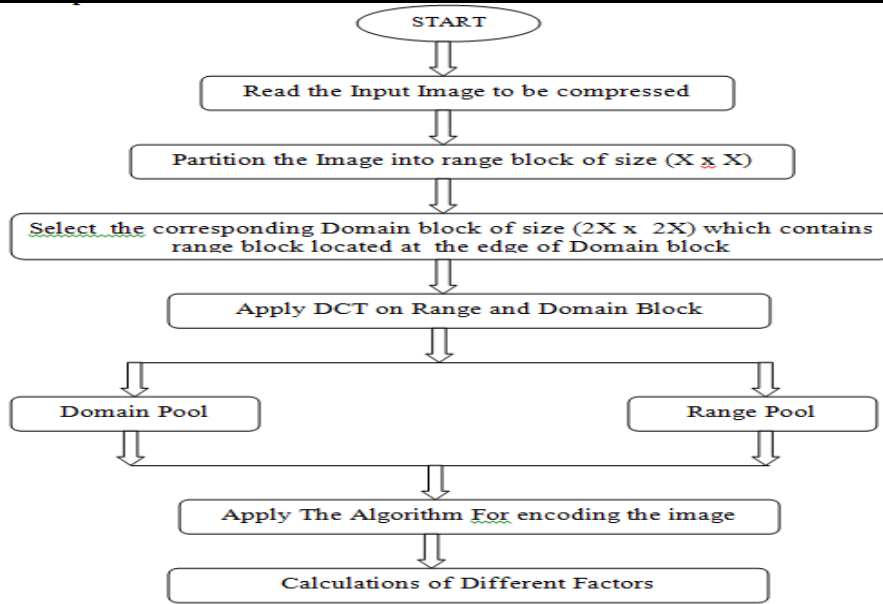 START
Read the Input Image to be compressed
Partition the Image into range block of size (X x X)
Select the corresponding Domain block of size (2X x 2X) which contains
range block located at the edge of Domain block
Apply DCT on Range and Domain Block
Domain Pool
Range Pool
Apply The Algorithm For encoding the image
Calculations of Different Factors